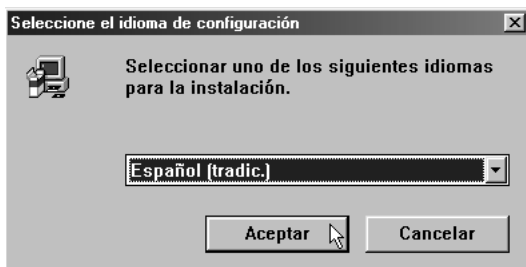 Seleccione el idioma de configuración
Seleccionar uno de los siguientes idiomas
para la instalación.
Español (tradic.)
Aceptar
Cancelar